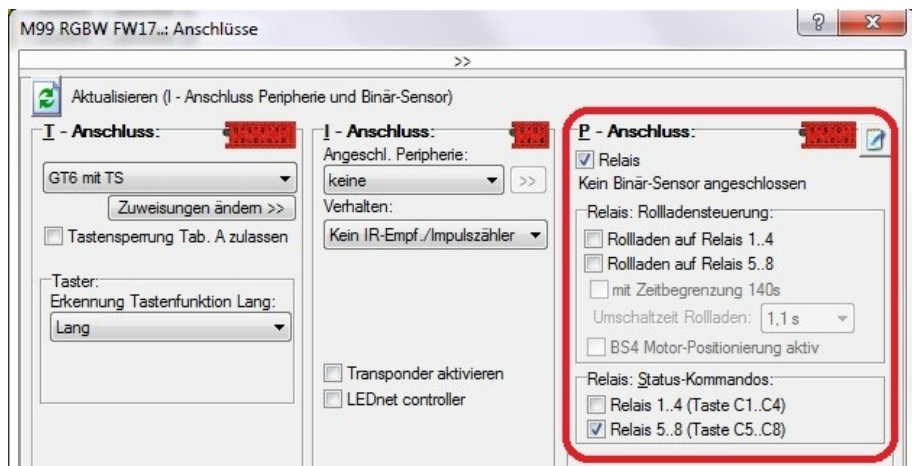 M99 RGBW FW17..: Anschlüsse
>>
Aktualisieren (I - Anschluss Peripherie und Binär-Sensor)
T - Anschluss:
GT6 mit TS
Zuweisungen ändern >>
Tastensperrung Tab. A zulassen
Taster:
Erkennung Tastenfunktion Lang:
Lang
I - Anschluss:
Angeschl. Peripherie:
keine >>
Verhalten:
Kein IR-Empf./Impulszähler
Transponder aktivieren
LEDnet controller
P - Anschluss:
Relais
Kein Binär-Sensor angeschlossen
Relais: Rollladensteuerung:
Rollladen auf Relais 1..4
Rollladen auf Relais 5..8
mit Zeitbegrenzung 140s
Umschaltzeit Rollladen: 1,1 s
BS4 Motor-Positionierung aktiv
Relais: Status-Kommandos:
Relais 1..4 (Taste C1..C4)
Relais 5..8 (Taste C5..C8)